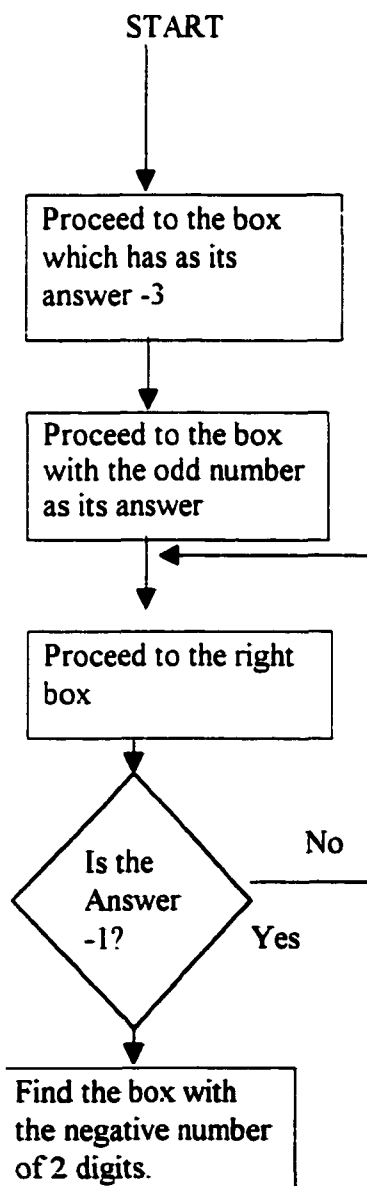 START
Proceed to the box
which has as its
answer -3
Proceed to the box
with the odd number
as its answer
Proceed to the right
box
Is the
Answer
-1?
No
Yes
Find the box with
the negative number
of 2 digits.